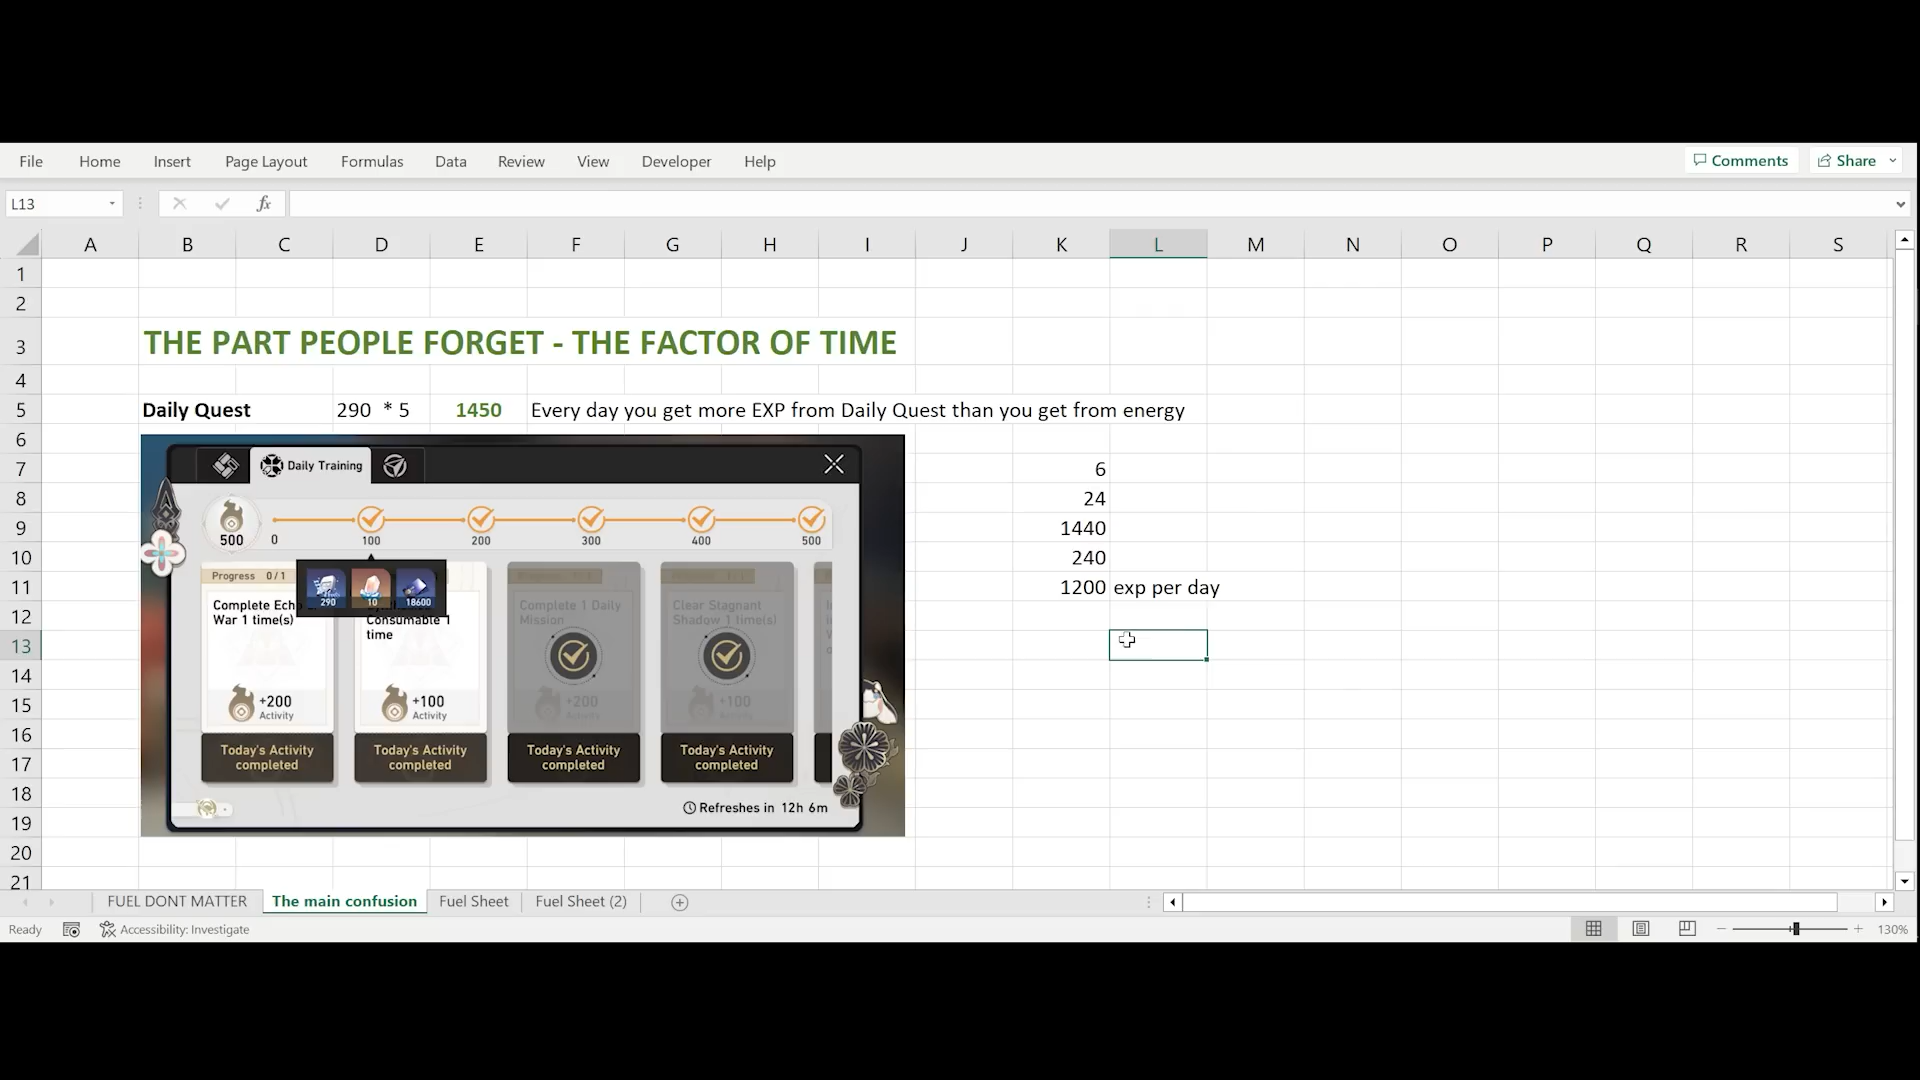 File Home Insert Page Layout Formulas Data Review View Developer Help Comments Share
L13 fx
A B C D E F G H I J K L M N O P Q R S
1
2
3 THE PART PEOPLE FORGET - THE FACTOR OF TIME
4
5 Daily Quest 290 * 5 1450 Every day you get more EXP from Daily Quest than you get from energy
6
7 6
8 24
9 1440
10 240
11 1200 exp per day
12
13
14
15
16
17
18
19
20
21
Daily Training
500 0 100 200 300 400 500
290 10 18600
Progress 0/1
Complete Echo
War 1 time(s)
+200
Activity
Today's Activity
completed
Consumable 1
time
+100
Activity
Today's Activity
completed
Complete 1 Daily
Mission
+200
Activity
Today's Activity
completed
Clear Stagnant
Shadow 1 time(s)
+100
Activity
Today's Activity
completed
Refreshes in 12h 6m
FUEL DONT MATTER The main confusion Fuel Sheet Fuel Sheet (2)
Ready Accessibility: Investigate 130%